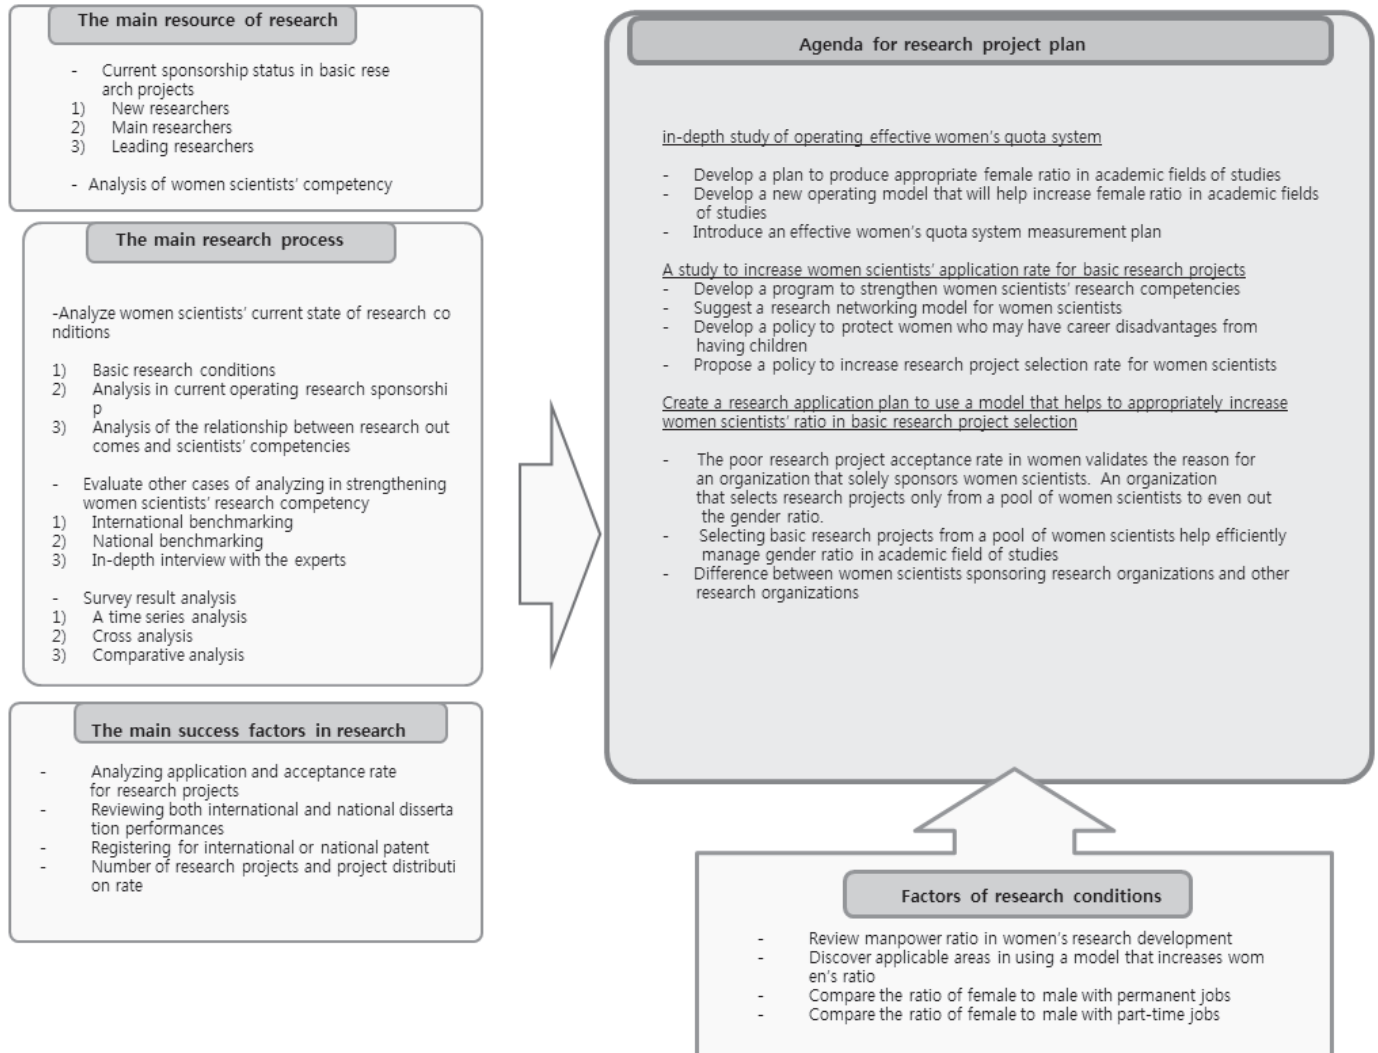 The main resource of research
- Current sponsorship status in basic rese
arch projects
1) New researchers
2) Main researchers
3) Leading researchers
- Analysis of women scientists' competency
The main research process
-Analyze women scientists' current state of research co
nditions
1) Basic research conditions
2) Analysis in current operating research sponsorshi
p
3) Analysis of the relationship between research out
comes and scientists' competencies
- Evaluate other cases of analyzing in strengthening
women scientists' research competency
1) International benchmarking
2) National benchmarking
3) In-depth interview with the experts
- Survey result analysis
1) A time series analysis
2) Cross analysis
3) Comparative analysis
The main success factors in research
- Analyzing application and acceptance rate
for research projects
- Reviewing both international and national disserta
tion performances
- Registering for international or national patent
- Number of research projects and project distributi
on rate
Agenda for research project plan
in-depth study of operating effective women's quota system
- Develop a plan to produce appropriate female ratio in academic fields of studies
- Develop a new operating model that will help increase female ratio in academic fields
of studies
- Introduce an effective women's quota system measurement plan
A study to increase women scientists' application rate for basic research projects
- Develop a program to strengthen women scientists' research competencies
- Suggest a research networking model for women scientists
- Develop a policy to protect women who may have career disadvantages from
having children
- Propose a policy to increase research project selection rate for women scientists
Create a research application plan to use a model that helps to appropriately increase
women scientists' ratio in basic research project selection
- The poor research project acceptance rate in women validates the reason for
an organization that solely sponsors women scientists. An organization
that selects research projects only from a pool of women scientists to even out
the gender ratio.
- Selecting basic research projects from a pool of women scientists help efficiently
manage gender ratio in academic field of studies
- Difference between women scientists sponsoring research organizations and other
research organizations
Factors of research conditions
- Review manpower ratio in women's research development
- Discover applicable areas in using a model that increases wom
en's ratio
- Compare the ratio of female to male with permanent jobs
- Compare the ratio of female to male with part-time jobs